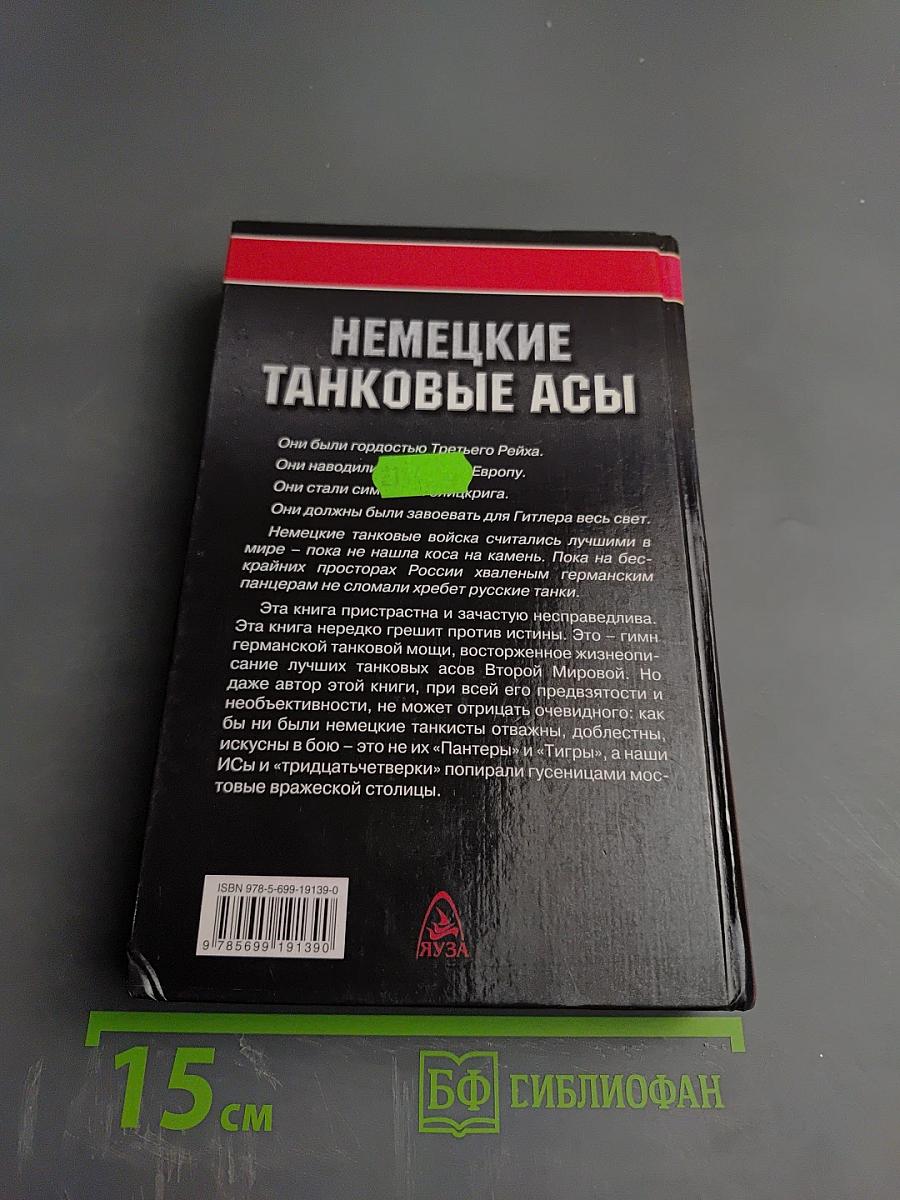 НЕМЕЦКИЕ
ТАНКОВЫЕ АСЫ
Они были гордостью Третьего Рейха.
Они наводили Европу.
Они стали
Они должны были завоевать для Гитлера весь свет.
Немецкие танковые войска считались лучшими в
мире – пока не нашла коса на камень. Пока на бес-
крайних просторах России хваленым германским
панцерам не сломали хребет русские танки.
Эта книга пристрастна и зачастую несправедлива.
Эта книга нередко грешит против истины. Это – гимн
германской танковой мощи, восторженное жизнеопи-
сание лучших танковых асов Второй Мировой. Но
даже автор этой книги, при всей его предвзятости и
необъективности, не может отрицать очевидного: как
бы ни были немецкие танкисты отважны, доблестны,
искусны в бою – это не их «Пантеры» и «Тигры», а наши
ИСы и «тридцатьчетверки» попирали гусеницами мос-
товые вражеской столицы.
ISBN 978-5-699-19139-0
9 785699 191390
ЯУЗА
15 см
БФ БИБЛИОФАН